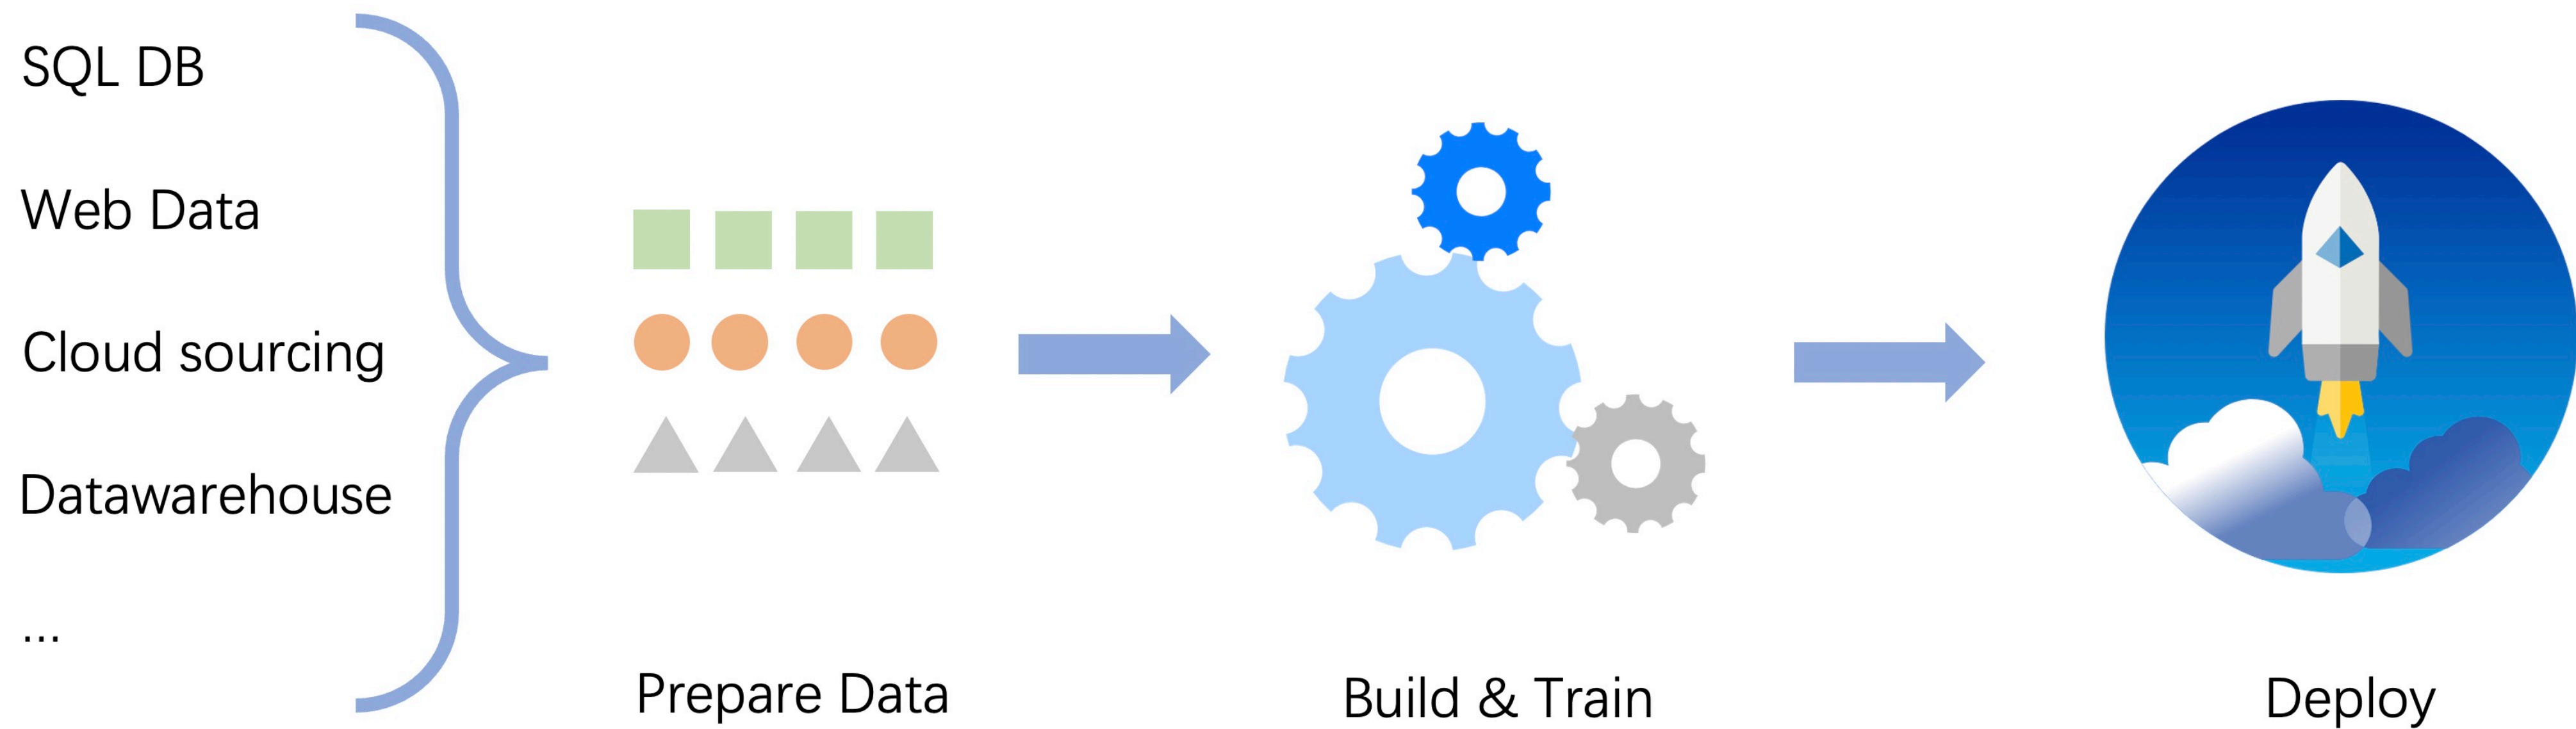 SQL DB
Web Data
Cloud sourcing
Datawarehouse
...
Prepare Data
Build & Train
Deploy